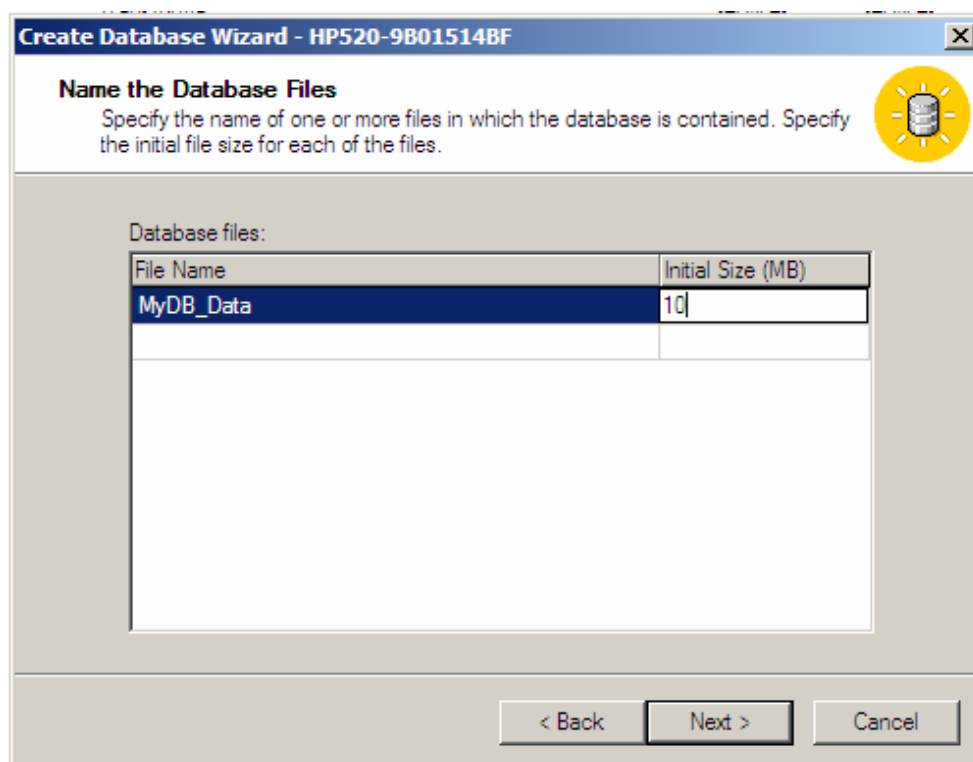 Create Database Wizard - HP520-9B01514BF
Name the Database Files
Specify the name of one or more files in which the database is contained. Specify
the initial file size for each of the files.
Database files:
File Name Initial Size (MB)
MyDB_Data 10
< Back Next > Cancel